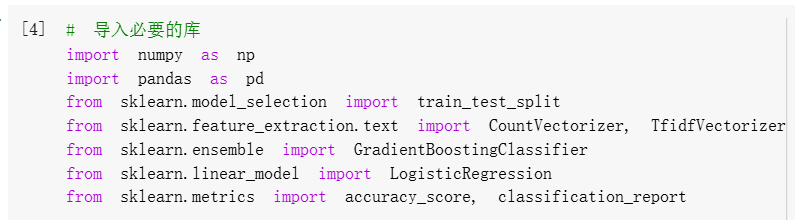 [4] # 导入必要的库
import numpy as np
import pandas as pd
from sklearn.model_selection import train_test_split
from sklearn.feature_extraction.text import CountVectorizer, TfidfVectorizer
from sklearn.ensemble import GradientBoostingClassifier
from sklearn.linear_model import LogisticRegression
from sklearn.metrics import accuracy_score, classification_report